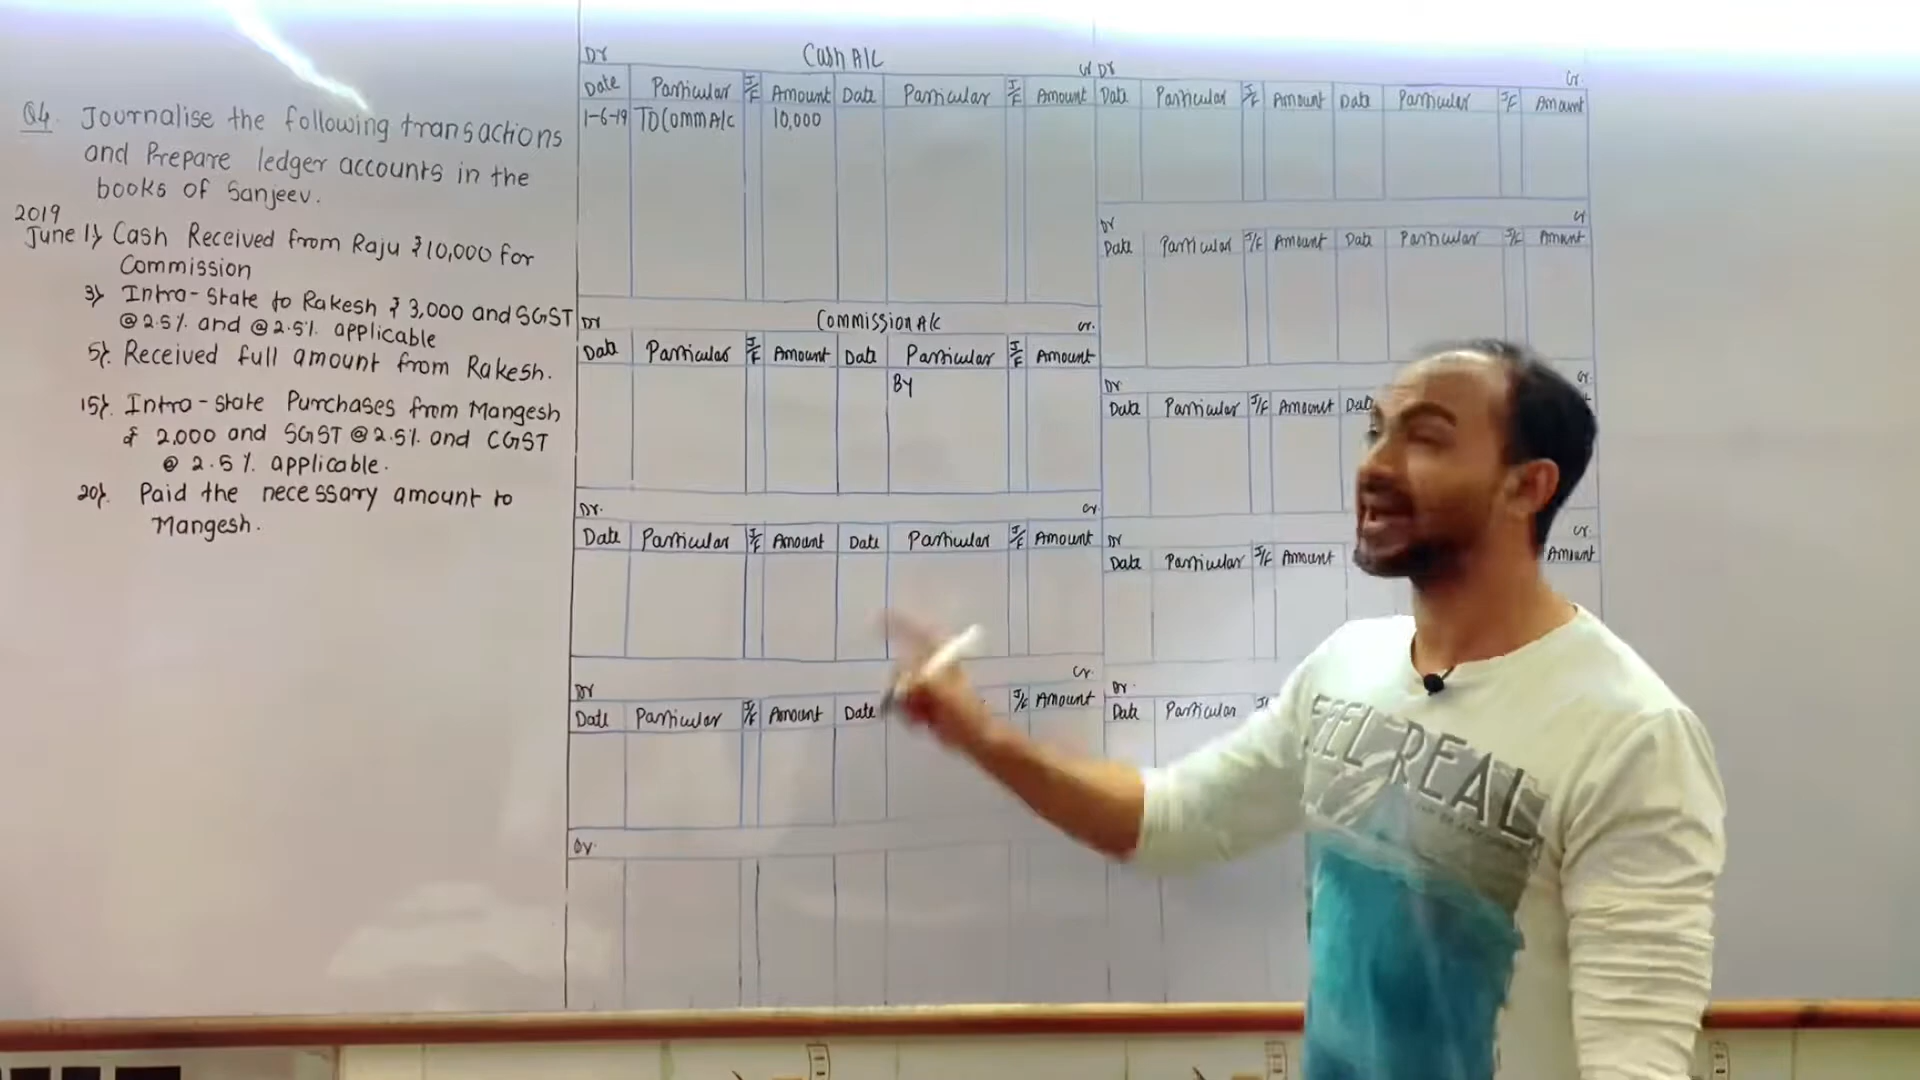 Q4. Journalise the following transactions
and Prepare ledger accounts in the
books of Sanjeev.
2019
June 1) Cash Received from Raju ₹10,000 for
Commission
3) Intra-State to Rakesh ₹ 3,000 and SGST
@2.5% and @2.5% applicable
5). Received full amount from Rakesh.
15). Intra-state Purchases from Mangesh
₹ 2,000 and SGST @2.5% and CGST
@ 2.5% applicable.
20). Paid the necessary amount to
Mangesh.
Dr Cash A/C Cr
Date Particular J/F Amount Date Particular J/F Amount
1-6-19 To Comm A/c 10,000
Dr Commission A/c Cr.
Date Particular J/F Amount Date Particular J/F Amount
By
Dr. Cr.
Date Particular J/F Amount Date Particular J/F Amount
Dr Cr.
Date Particular J/F Amount Date J/F Amount
Dr.
Dr Cr.
Date Particular J/F Amount Date Particular J/F Amount
Dr Cr
Date Particular J/F Amount Date Particular J/F Amount
Dr Cr.
Date Particular J/F Amount
Dr Cr.
Date Particular J/F Amount Amount
Dr.
Date Particular
FEEL REAL